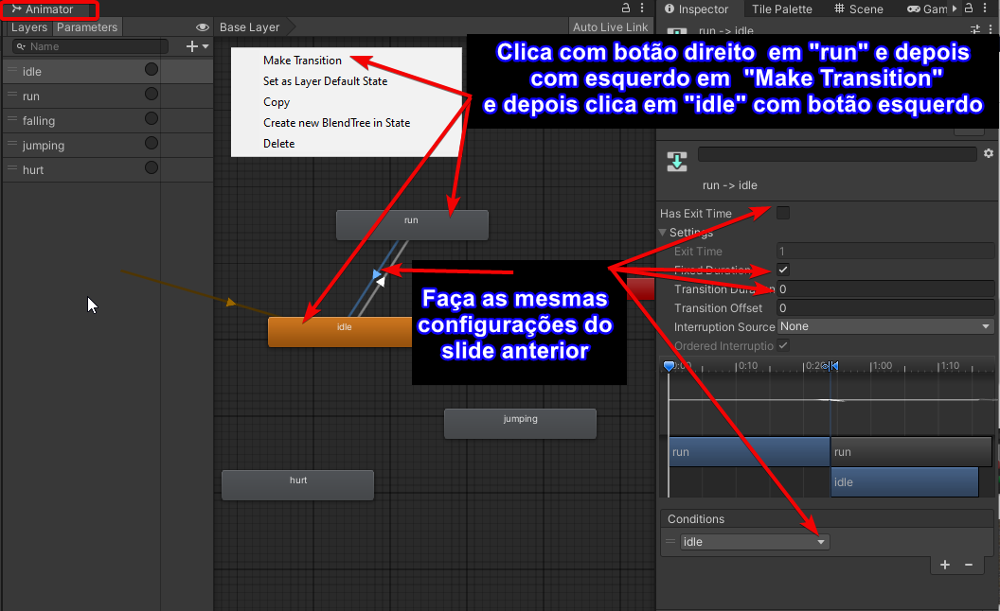 Animator
Inspector
Tile Palette
Scene
Gam
Layers
Parameters
Base Layer
Auto Live Link
run -> idle
Name
idle
run
falling
jumping
hurt
Make Transition
Set as Layer Default State
Copy
Create new BlendTree in State
Delete
Clica com botão direito em "run" e depois
com esquerdo em "Make Transition"
e depois clica em "idle" com botão esquerdo
run -> idle
run
idle
jumping
hurt
Faça as mesmas
configurações do
slide anterior
Has Exit Time
Settings
Exit Time
1
Fixed Duration
Transition Duration
0
Transition Offset
0
Interruption Source
None
Ordered Interruptio
0:00
0:10
0:20
1:00
1:10
run
run
idle
Conditions
idle